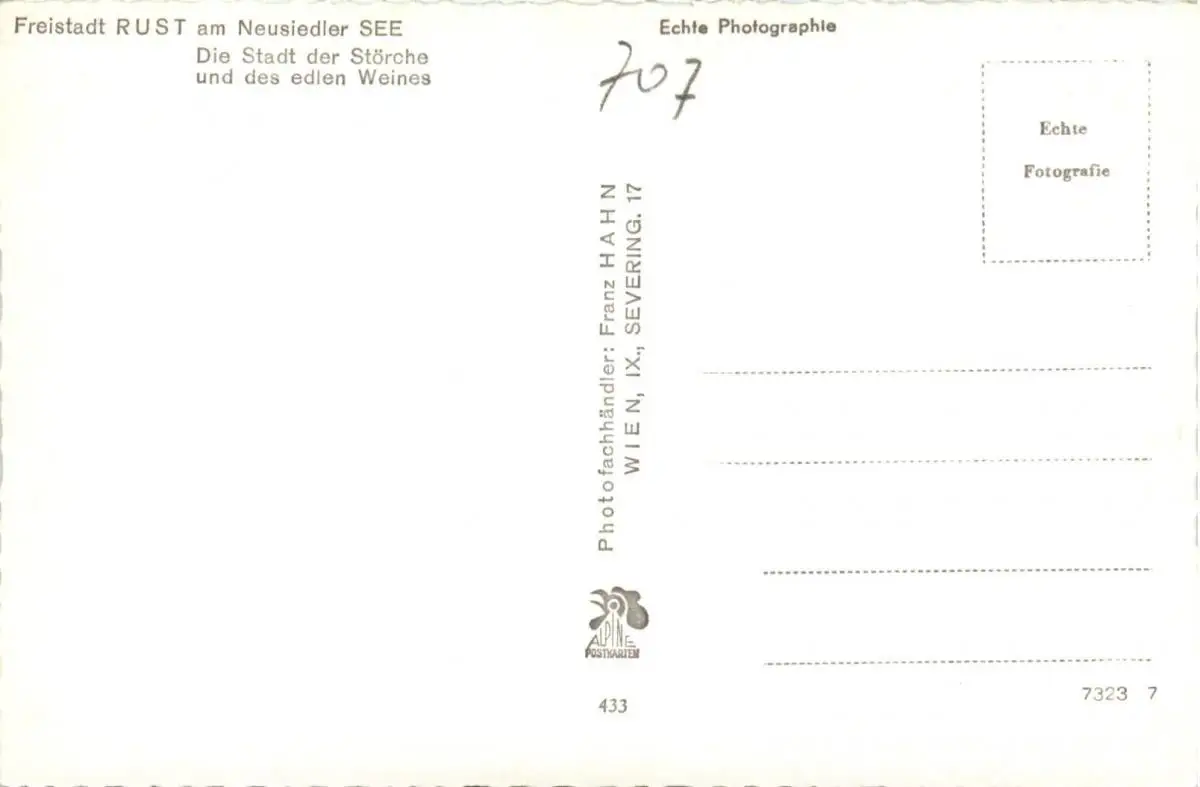 Freistadt RUST am Neusiedler SEE
Die Stadt der Störche
und des edlen Weines
Echte Photographie
707
Echte
Fotografie
Photofachhändler: Franz HAHN
WIEN, IX., SEVERING. 17
ALPINE
POSTKARTEN
433
7323 7